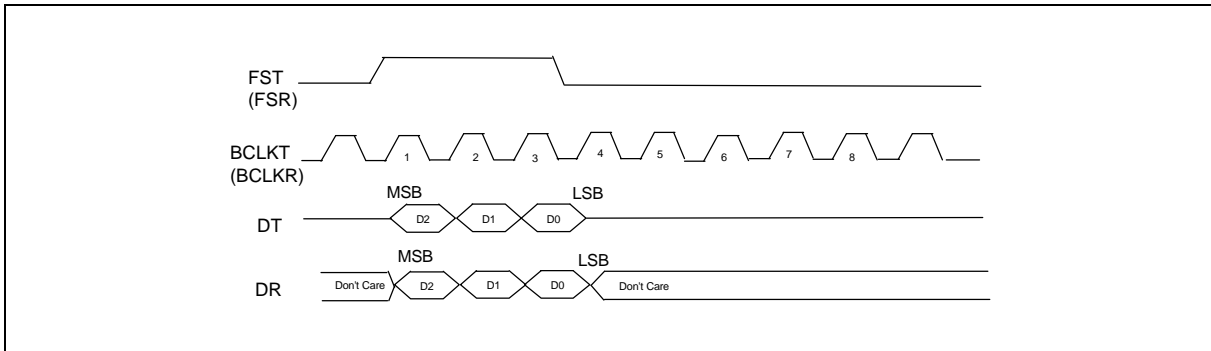 FST
(FSR)
BCLKT
(BCLKR)
1 2 3 4 5 6 7 8
MSB LSB
DT
D2 D1 D0
MSB LSB
DR
Don't Care D2 D1 D0 Don't Care